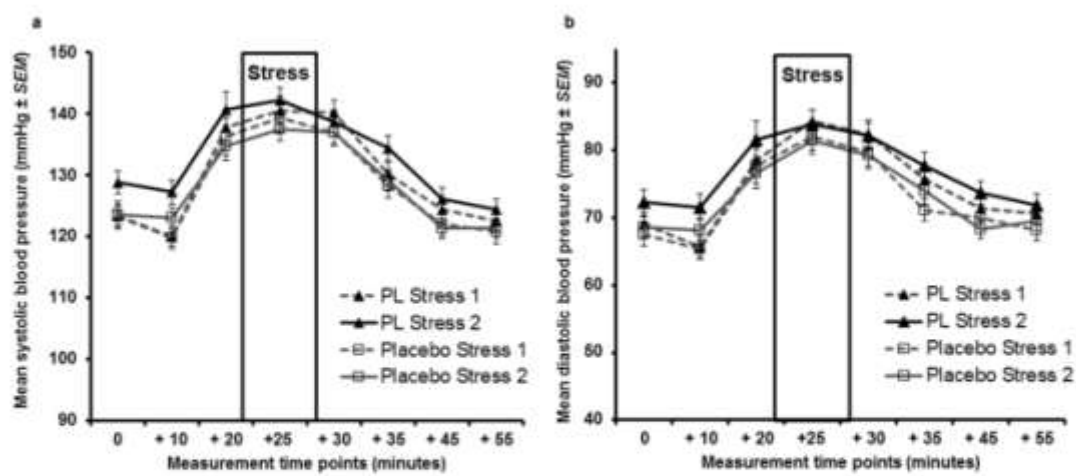 a
Mean systolic blood pressure (mmHg ± SEM)
150
140
130
120
110
100
90
Stress
PL Stress 1
PL Stress 2
Placebo Stress 1
Placebo Stress 2
0 + 10 + 20 +25 + 30 + 35 + 45 + 55
Measurement time points (minutes)
b
Mean diastolic blood pressure (mmHg ± SEM)
90
80
70
60
50
40
Stress
PL Stress 1
PL Stress 2
Placebo Stress 1
Placebo Stress 2
0 + 10 + 20 +25 + 30 + 35 + 45 + 55
Measurement time points (minutes)